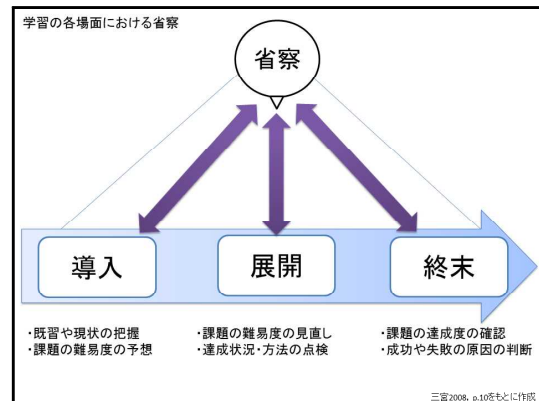 学習の各場面における省察
省察
導入
展開
終末
・既習や現状の把握
・課題の難易度の予想
・課題の難易度の見直し
・達成状況・方法の点検
・課題の達成度の確認
・成功や失敗の原因の判断
三宮2008, p.10をもとに作成